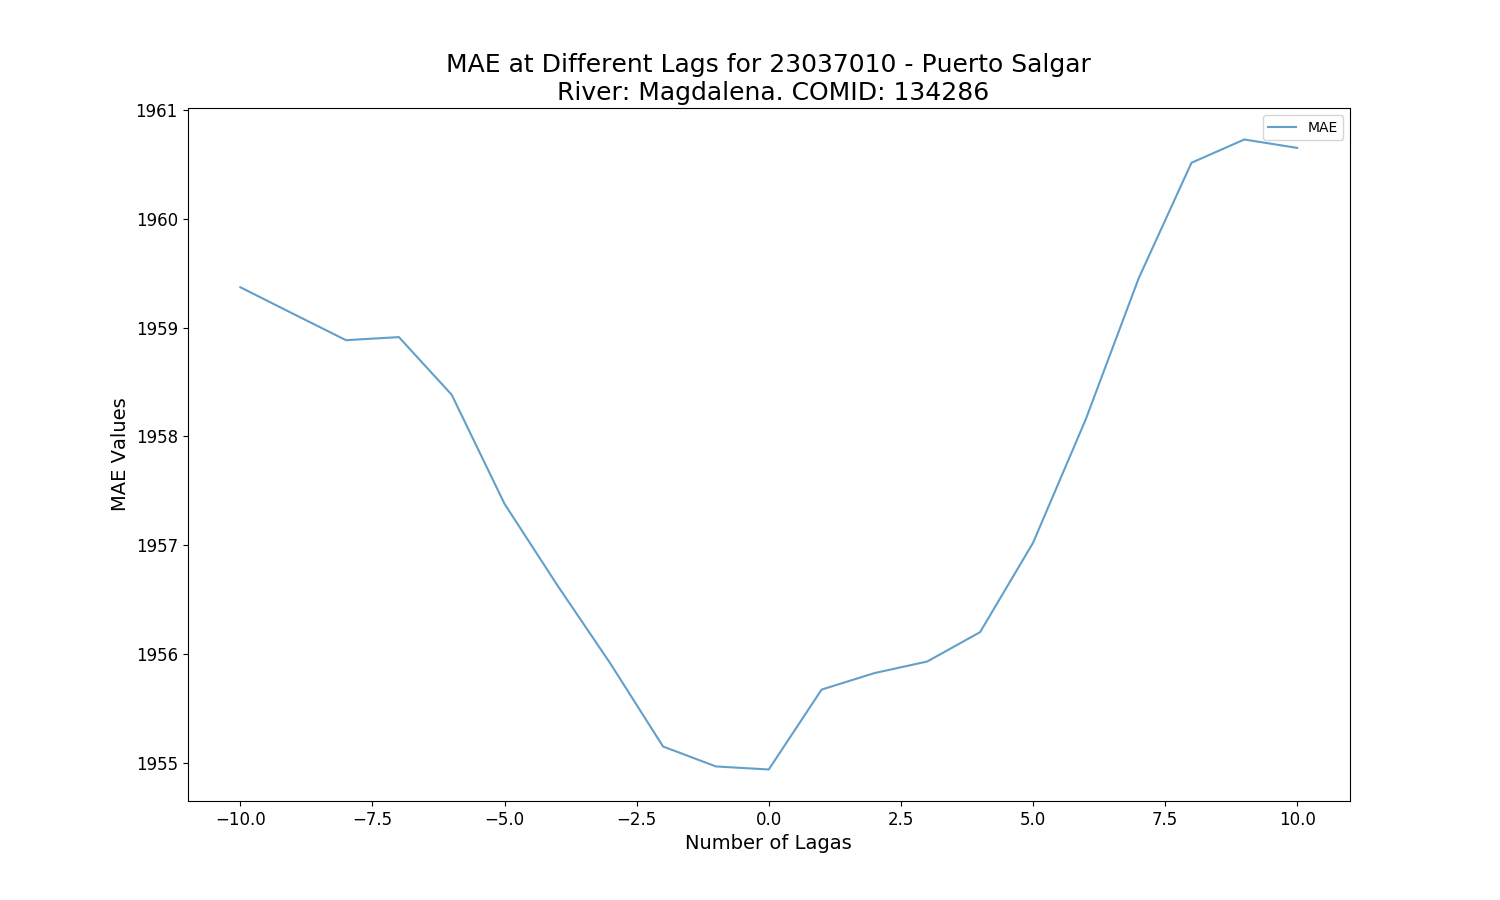 MAE at Different Lags for 23037010 - Puerto Salgar
River: Magdalena. COMID: 134286
MAE
1961
1960
1959
1958
1957
1956
1955
MAE Values
−10.0 −7.5 −5.0 −2.5 0.0 2.5 5.0 7.5 10.0
Number of Lagas